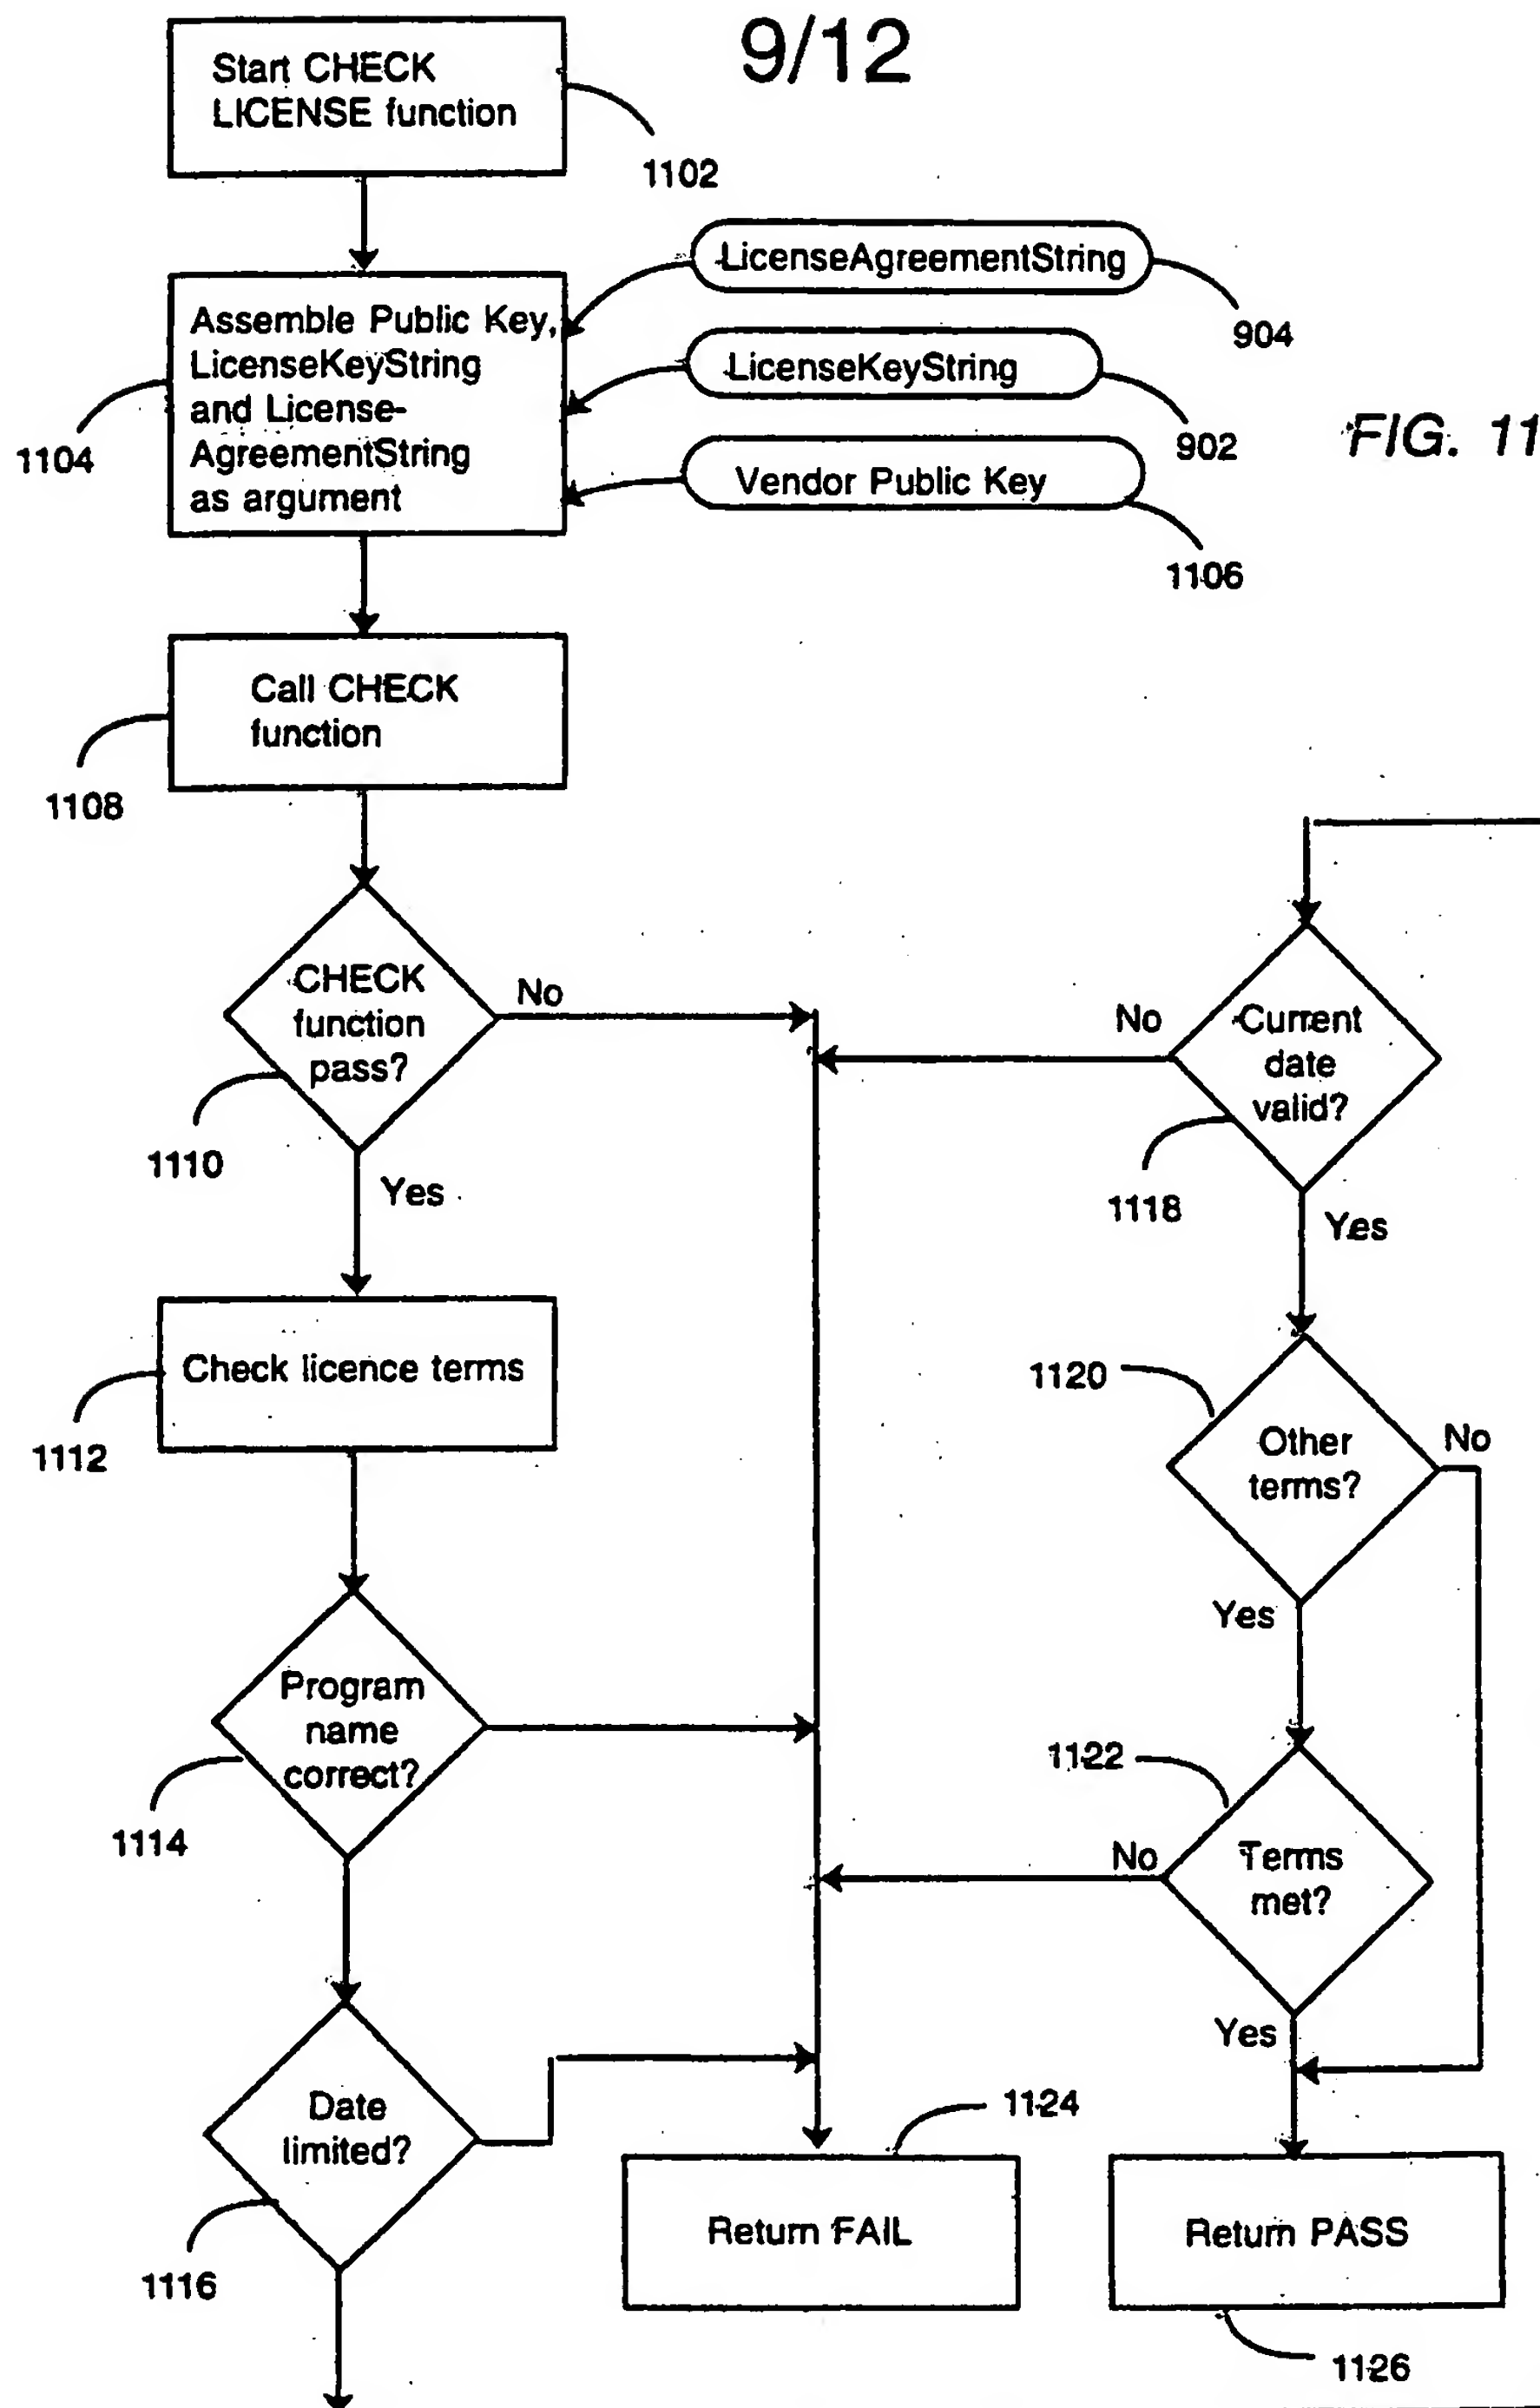 9/12
Start CHECK
LICENSE function
1102
LicenseAgreementString
904
Assemble Public Key,
LicenseKeyString
and License-
AgreementString
as argument
1104
LicenseKeyString
902
FIG. 11
Vendor Public Key
1106
Call CHECK
function
1108
CHECK
function
pass?
No
1110
Yes
Current
date
valid?
No
1118
Yes
Check licence terms
1112
1120
Other
terms?
No
Yes
Program
name
correct?
1114
1122
Terms
met?
No
Yes
Date
limited?
1116
1124
Return FAIL
Return PASS
1126